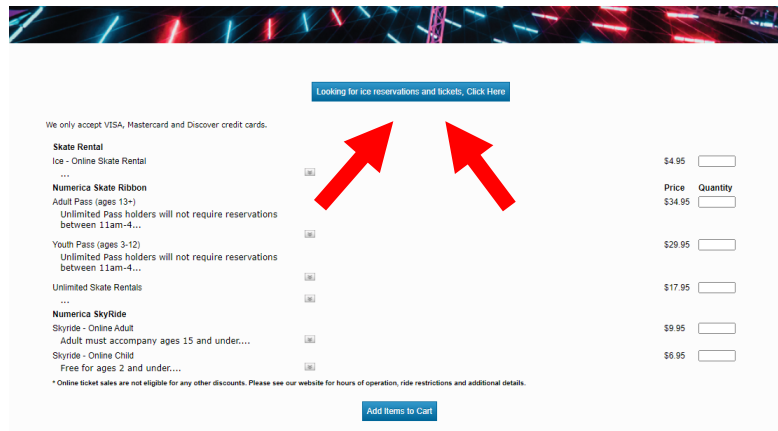 Looking for ice reservations and tickets, Click Here
We only accept VISA, Mastercard and Discover credit cards.
Skate Rental
Ice - Online Skate Rental $4.95
...
Numerica Skate Ribbon Price Quantity
Adult Pass (ages 13+) $34.95
Unlimited Pass holders will not require reservations
between 11am-4...
Youth Pass (ages 3-12) $29.95
Unlimited Pass holders will not require reservations
between 11am-4...
Unlimited Skate Rentals $17.95
...
Numerica SkyRide
Skyride - Online Adult $9.95
Adult must accompany ages 15 and under....
Skyride - Online Child $6.95
Free for ages 2 and under....
* Online ticket sales are not eligible for any other discounts. Please see our website for hours of operation, ride restrictions and additional details.
Add Items to Cart